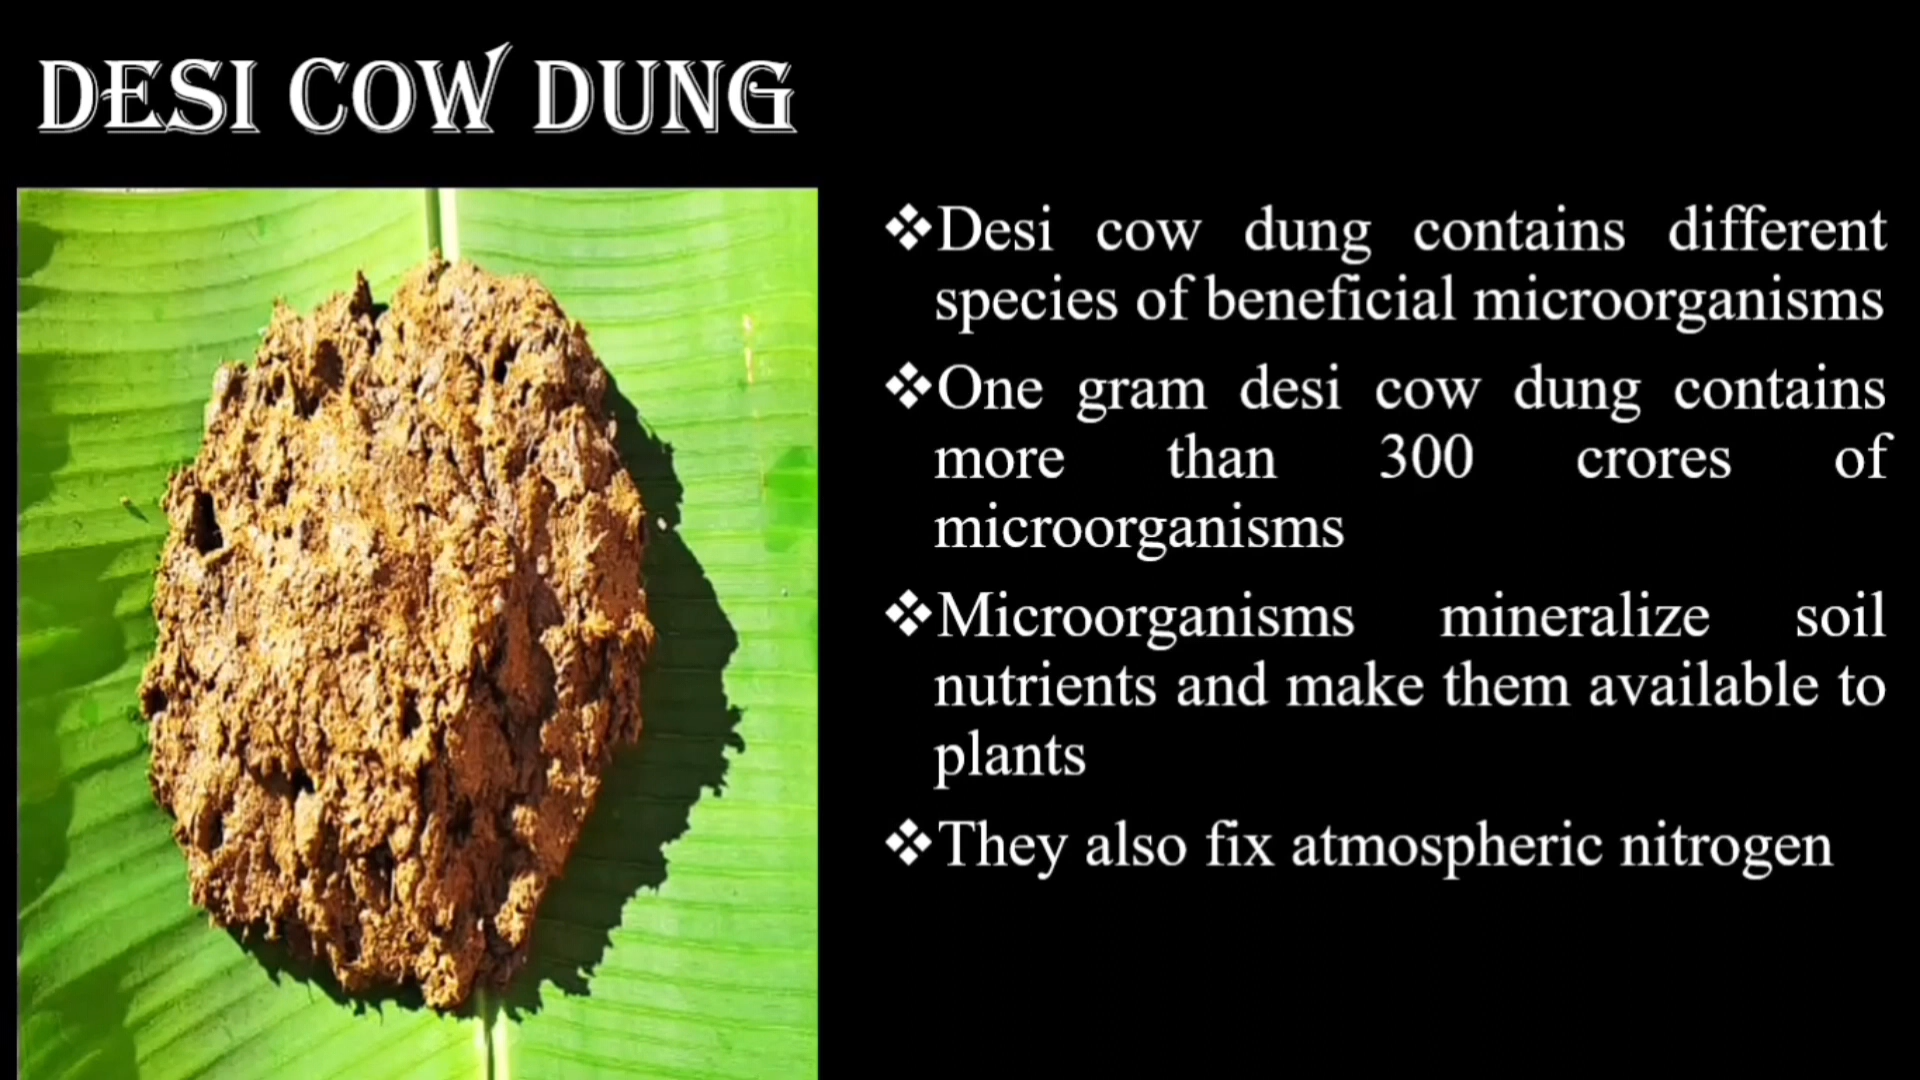 DESI COW DUNG
❖Desi cow dung contains different
species of beneficial microorganisms
❖One gram desi cow dung contains
more than 300 crores of
microorganisms
❖Microorganisms mineralize soil
nutrients and make them available to
plants
❖They also fix atmospheric nitrogen